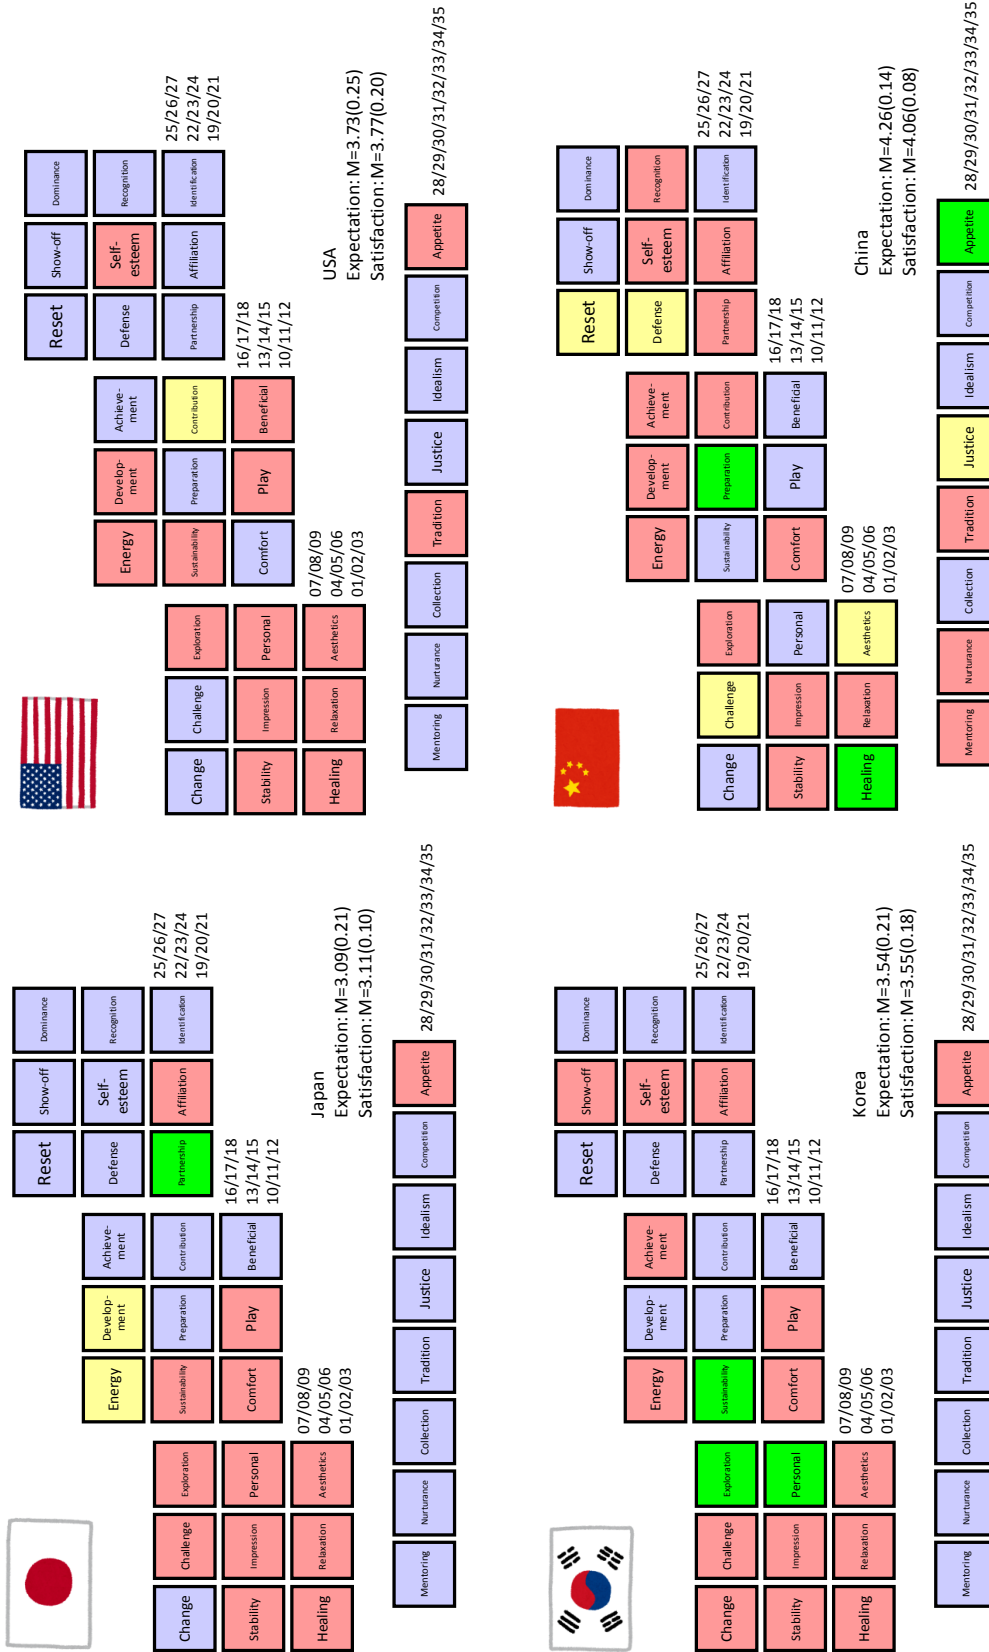 Reset
Show-off
Dominance
Energy
Develop-
ment
Achieve-
ment
Defense
Self-
esteem
Recognition
Change
Challenge
Exploration
Sustainability
Preparation
Contribution
Partnership
Affiliation
Identification
25/26/27
22/23/24
19/20/21
Stability
Impression
Personal
Comfort
Play
Beneficial
16/17/18
13/14/15
10/11/12
Healing
Relaxation
Aesthetics
07/08/09
04/05/06
01/02/03
Japan
Expectation: M=3.09(0.21)
Satisfaction: M=3.11(0.10)
Mentoring
Nurturance
Collection
Tradition
Justice
Idealism
Competition
Appetite
28/29/30/31/32/33/34/35
Reset
Show-off
Dominance
Energy
Develop-
ment
Achieve-
ment
Defense
Self-
esteem
Recognition
Change
Challenge
Exploration
Sustainability
Preparation
Contribution
Partnership
Affiliation
Identification
25/26/27
22/23/24
19/20/21
Stability
Impression
Personal
Comfort
Play
Beneficial
16/17/18
13/14/15
10/11/12
Healing
Relaxation
Aesthetics
07/08/09
04/05/06
01/02/03
USA
Expectation: M=3.73(0.25)
Satisfaction: M=3.77(0.20)
Mentoring
Nurturance
Collection
Tradition
Justice
Idealism
Competition
Appetite
28/29/30/31/32/33/34/35
Reset
Show-off
Dominance
Energy
Develop-
ment
Achieve-
ment
Defense
Self-
esteem
Recognition
Change
Challenge
Exploration
Sustainability
Preparation
Contribution
Partnership
Affiliation
Identification
25/26/27
22/23/24
19/20/21
Stability
Impression
Personal
Comfort
Play
Beneficial
16/17/18
13/14/15
10/11/12
Healing
Relaxation
Aesthetics
07/08/09
04/05/06
01/02/03
Korea
Expectation: M=3.54(0.21)
Satisfaction: M=3.55(0.18)
Mentoring
Nurturance
Collection
Tradition
Justice
Idealism
Competition
Appetite
28/29/30/31/32/33/34/35
Reset
Show-off
Dominance
Energy
Develop-
ment
Achieve-
ment
Defense
Self-
esteem
Recognition
Change
Challenge
Exploration
Sustainability
Preparation
Contribution
Partnership
Affiliation
Identification
25/26/27
22/23/24
19/20/21
Stability
Impression
Personal
Comfort
Play
Beneficial
16/17/18
13/14/15
10/11/12
Healing
Relaxation
Aesthetics
07/08/09
04/05/06
01/02/03
China
Expectation: M=4.26(0.14)
Satisfaction: M=4.06(0.08)
Mentoring
Nurturance
Collection
Tradition
Justice
Idealism
Competition
Appetite
28/29/30/31/32/33/34/35